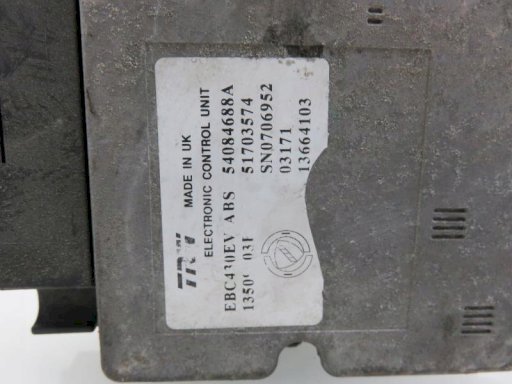 TRW MADE IN UK
ELECTRONIC CONTROL UNIT
EBC430EV ABS 54084688A
51703574
SN0706952
03171
13664103